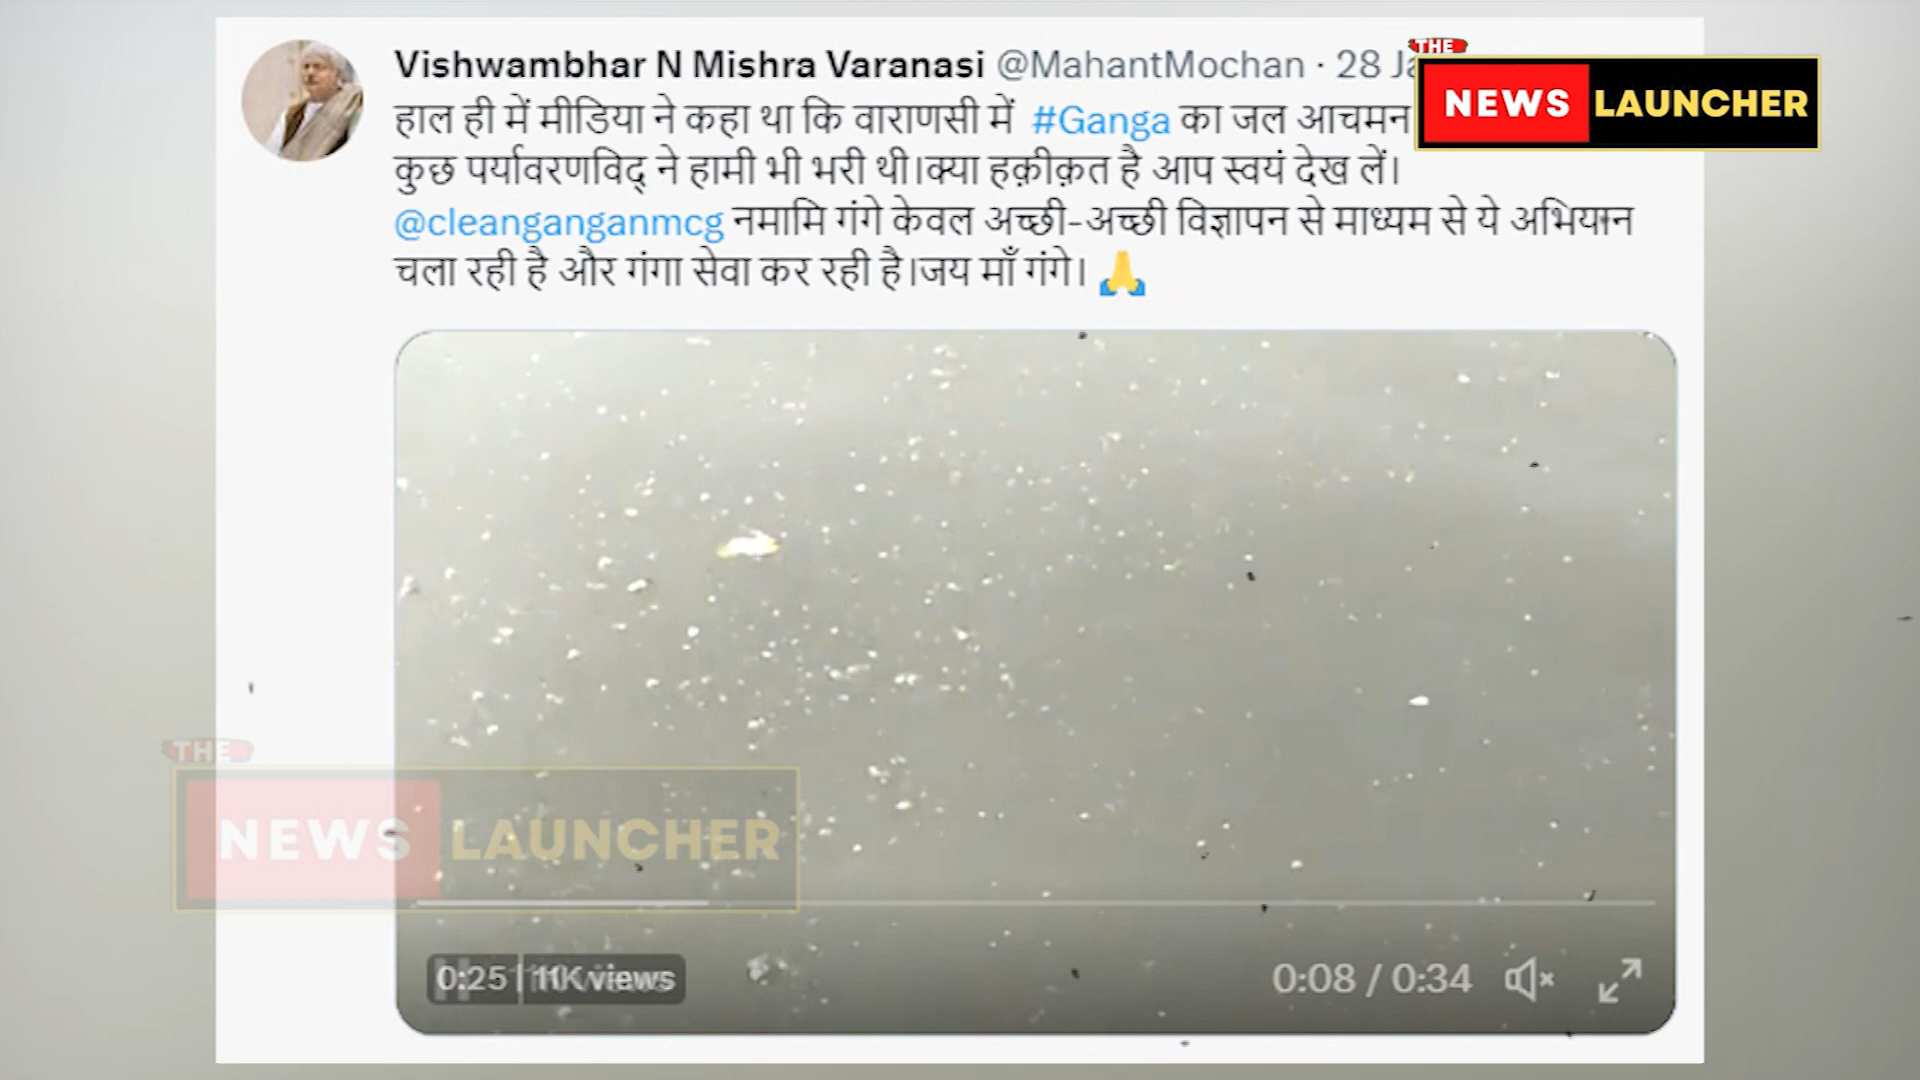 Vishwambhar N Mishra Varanasi @MahantMochan · 28
THE
NEWS LAUNCHER
हाल ही में मीडिया ने कहा था कि वाराणसी में #Ganga का जल आचमन
कुछ पर्यावरणविद् ने हामी भी भरी थी।क्या हक़ीक़त है आप स्वयं देख लें।
@cleanganganmcg नमामि गंगे केवल अच्छी-अच्छी विज्ञापन से माध्यम से ये अभियान
चला रही है और गंगा सेवा कर रही है।जय माँ गंगे। 🙏
THE
NEWS LAUNCHER
0:25 | 11K views
0:08 / 0:34